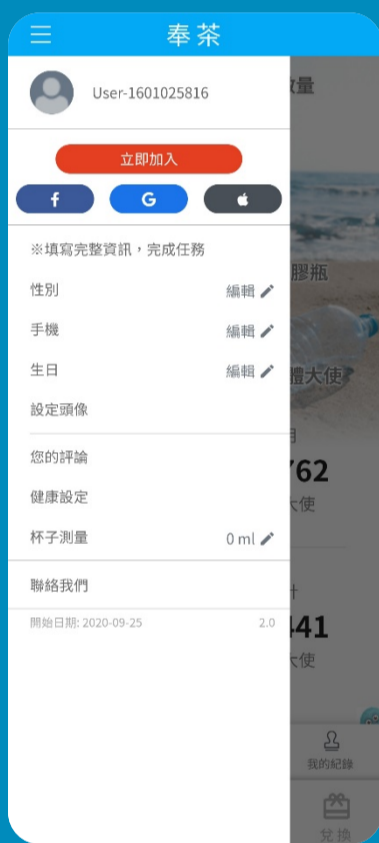 奉茶
User-1601025816
立即加入
※填寫完整資訊，完成任務
性別 編輯
手機 編輯
生日 編輯
設定頭像
您的評論
健康設定
杯子測量 0 ml
聯絡我們
開始日期: 2020-09-25 2.0
量
膠瓶
體大使
月
762
大使
計
441
大使
我的紀錄
兌換